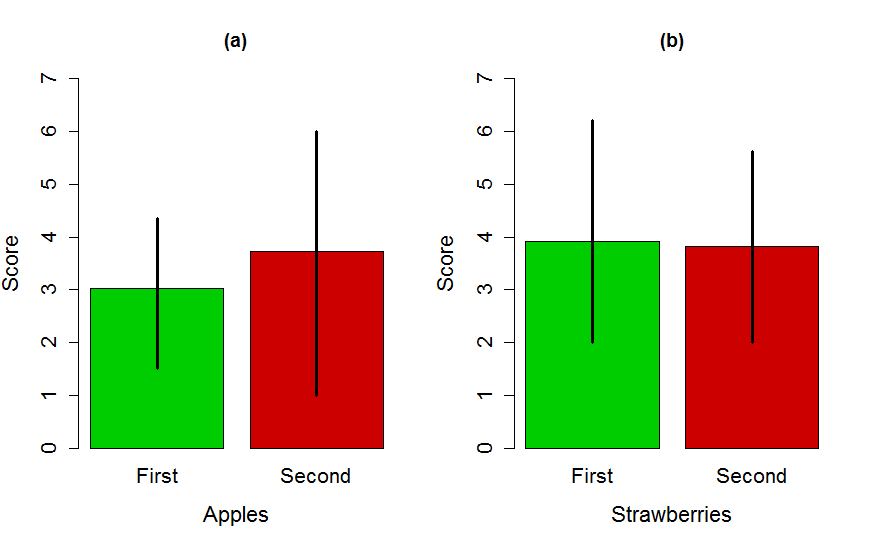 (a)
Score
7
6
5
4
3
2
1
0
First Second
Apples
(b)
Score
7
6
5
4
3
2
1
0
First Second
Strawberries